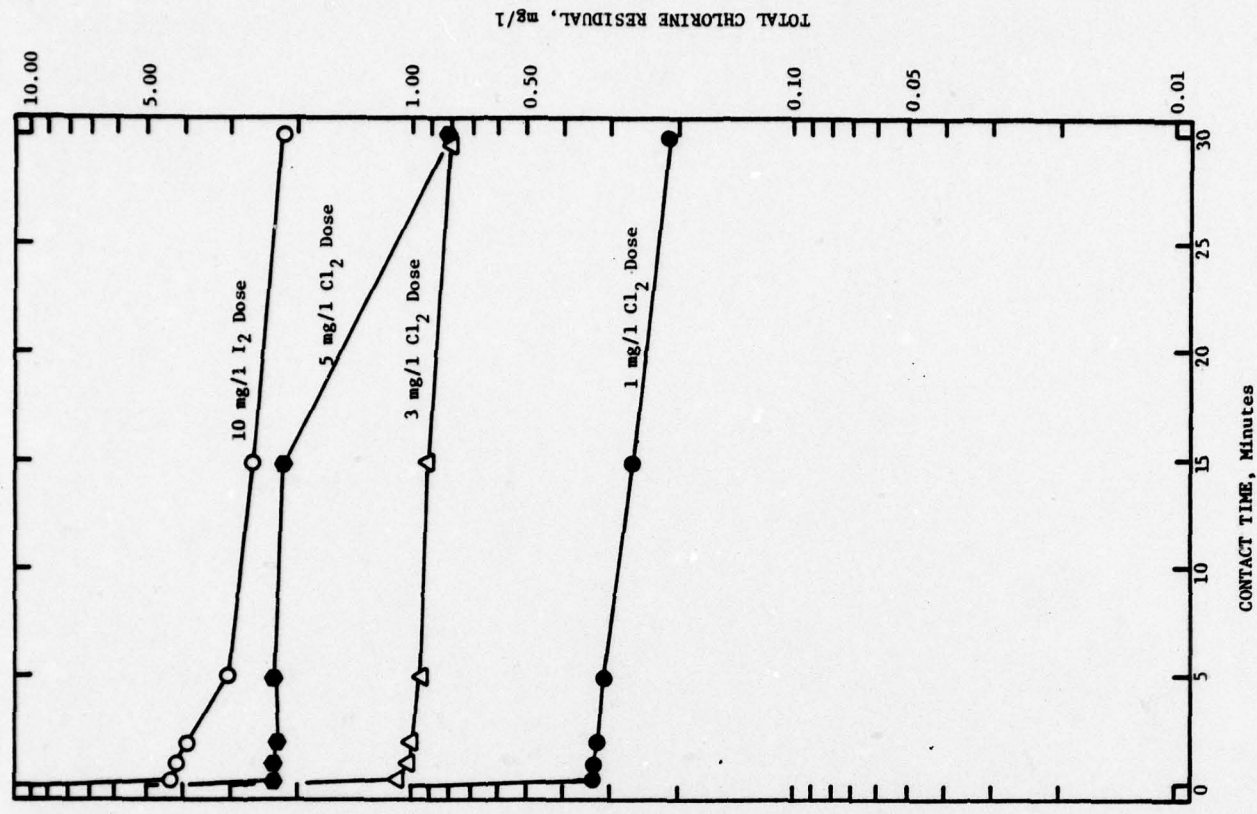 TOTAL CHLORINE RESIDUAL, mg/l
10.00
5.00
1.00
0.50
0.10
0.05
0.01
10 mg/l I2 Dose
5 mg/l Cl2 Dose
3 mg/l Cl2 Dose
1 mg/l Cl2 Dose
0
5
10
15
20
25
30
CONTACT TIME, Minutes